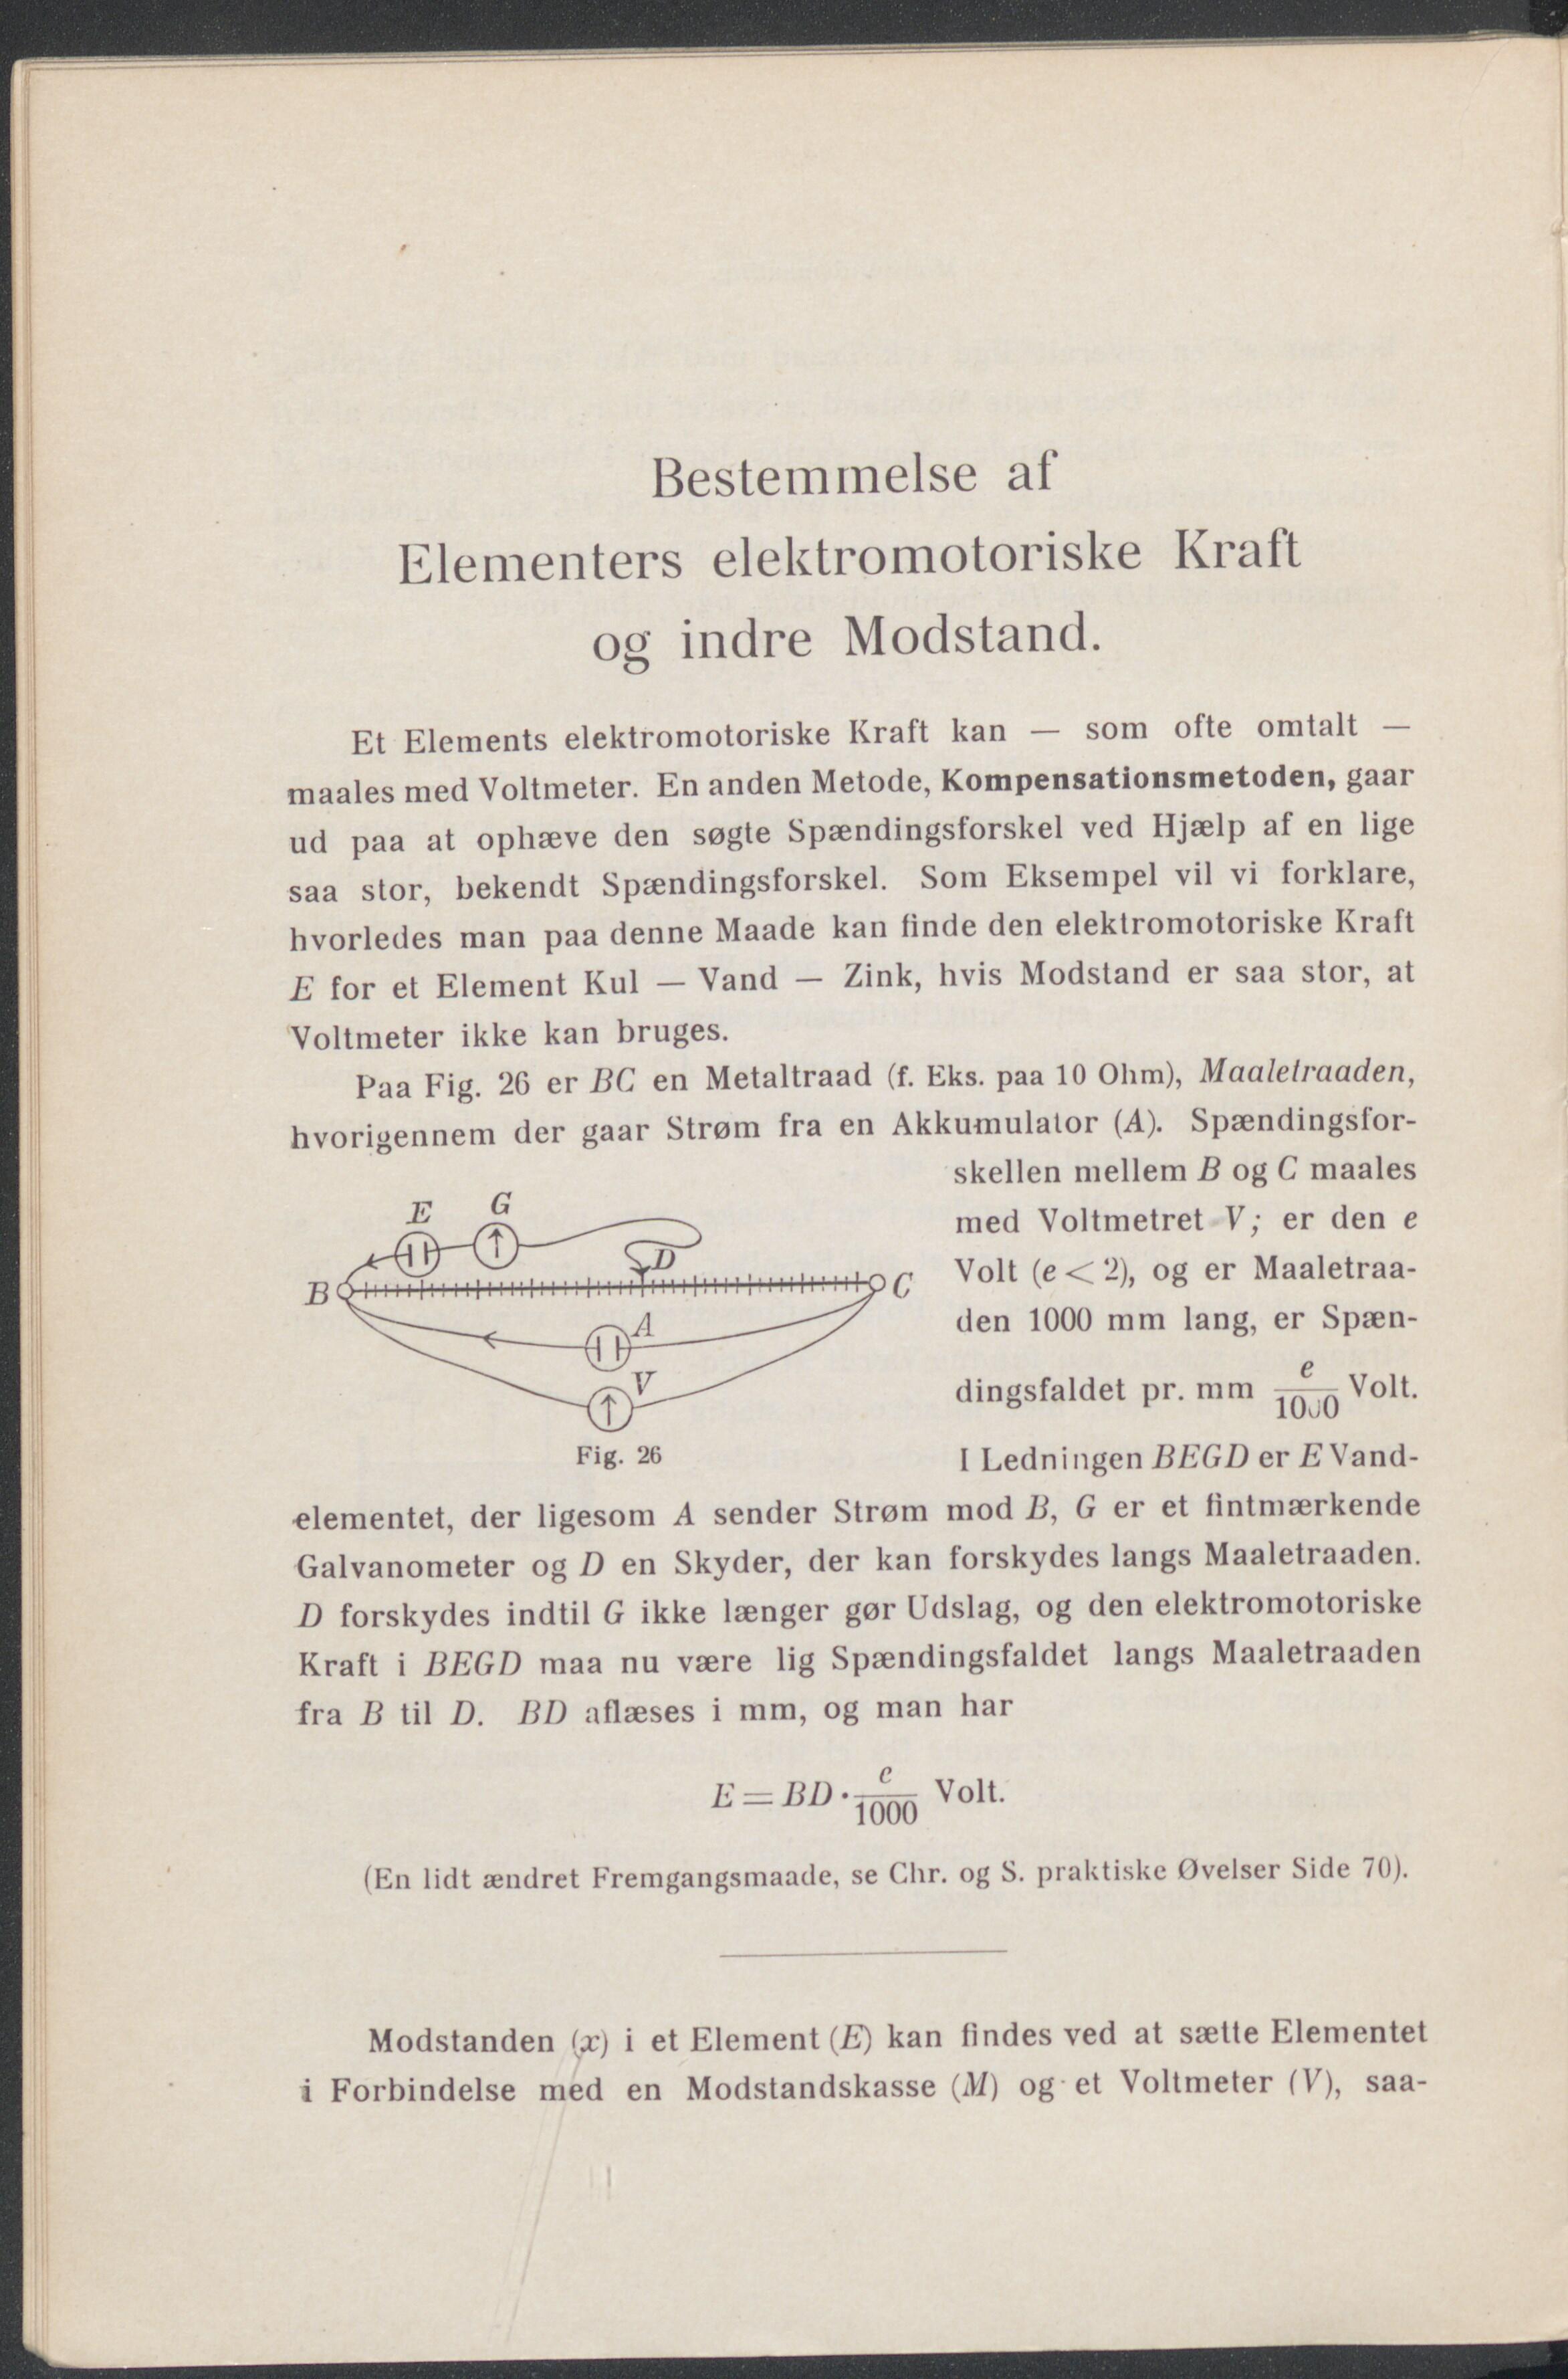 Bestemmelse af
Elementers elektromotoriske Kraft
og indre Modstand.
Et Elements elektromotoriske Kraft kan — som ofte omtalt —
maales med Voltmeter. En anden Metode, Kompensationsmetoden, gaar
ud paa at ophæve den søgte Spændingsforskel ved Hjælp af en lige
saa stor, bekendt Spændingsforskel. Som Eksempel vil vi forklare,
hvorledes man paa denne Maade kan finde den elektromotoriske Kraft
E for et Element Kul — Vand — Zink, hvis Modstand er saa stor, at
Voltmeter ikke kan bruges.
Paa Fig. 26 er BC en Metaltraad (f. Eks. paa 10 Ohm), Maaletraaden,
hvorigennem der gaar Strøm fra en Akkumulator (A). Spændingsfor-
skellen mellem B og C maales
med Voltmetret V; er den e
Volt (e < 2), og er Maaletraa-
den 1000 mm lang, er Spæn-
dingsfaldet pr. mm e/1000 Volt.
E G
D
B C
A
V
Fig. 26
I Ledningen BEGD er E Vand-
elementet, der ligesom A sender Strøm mod B, G er et fintmærkende
Galvanometer og D en Skyder, der kan forskydes langs Maaletraaden.
D forskydes indtil G ikke længer gør Udslag, og den elektromotoriske
Kraft i BEGD maa nu være lig Spændingsfaldet langs Maaletraaden
fra B til D. BD aflæses i mm, og man har
E = BD · e/1000 Volt.
(En lidt ændret Fremgangsmaade, se Chr. og S. praktiske Øvelser Side 70).
Modstanden (x) i et Element (E) kan findes ved at sætte Elementet
i Forbindelse med en Modstandskasse (M) og et Voltmeter (V), saa-